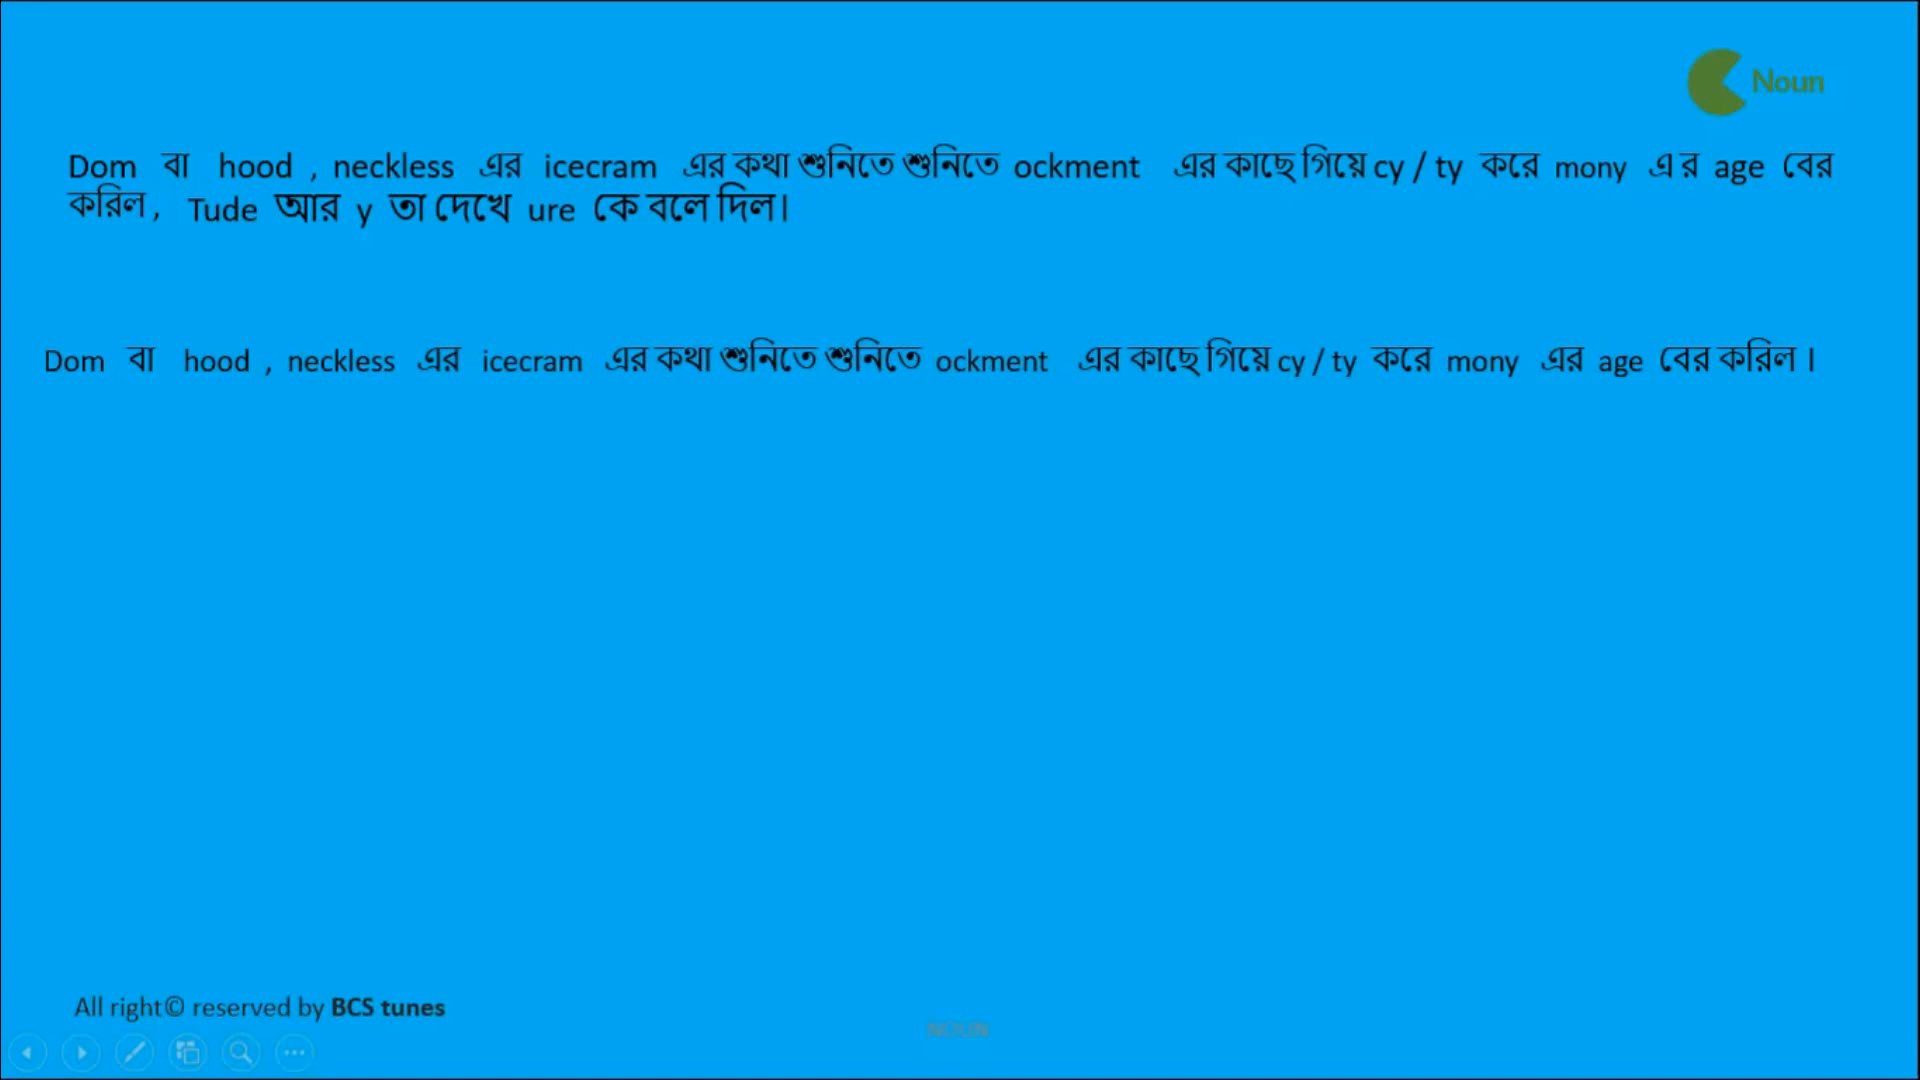 Noun
Dom বা hood , neckless এর icecram এর কথা শুনিতে শুনিতে ockment এর কাছে গিয়ে cy / ty করে mony এ র age বের
করিল, Tude আর y তা দেখে ure কে বলে দিল।
Dom বা hood , neckless এর icecram এর কথা শুনিতে শুনিতে ockment এর কাছে গিয়ে cy / ty করে mony এর age বের করিল ।
All right© reserved by BCS tunes
NOUN